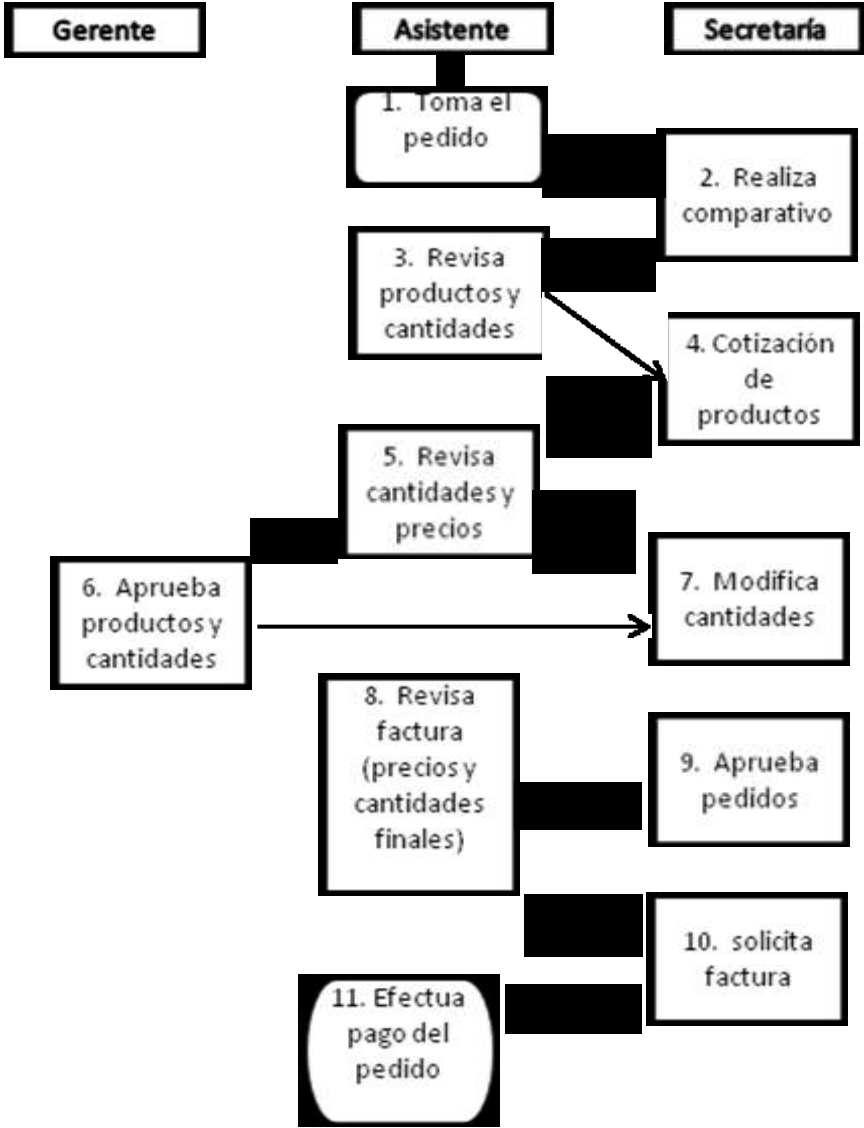 Gerente
Asistente
Secretaría
1. Toma el
pedido
2. Realiza
comparativo
3. Revisa
productos y
cantidades
4. Cotización
de
productos
5. Revisa
cantidades y
precios
6. Aprueba
productos y
cantidades
7. Modifica
cantidades
8. Revisa
factura
(precios y
cantidades
finales)
9. Aprueba
pedidos
10. solicita
factura
11. Efectua
pago del
pedido